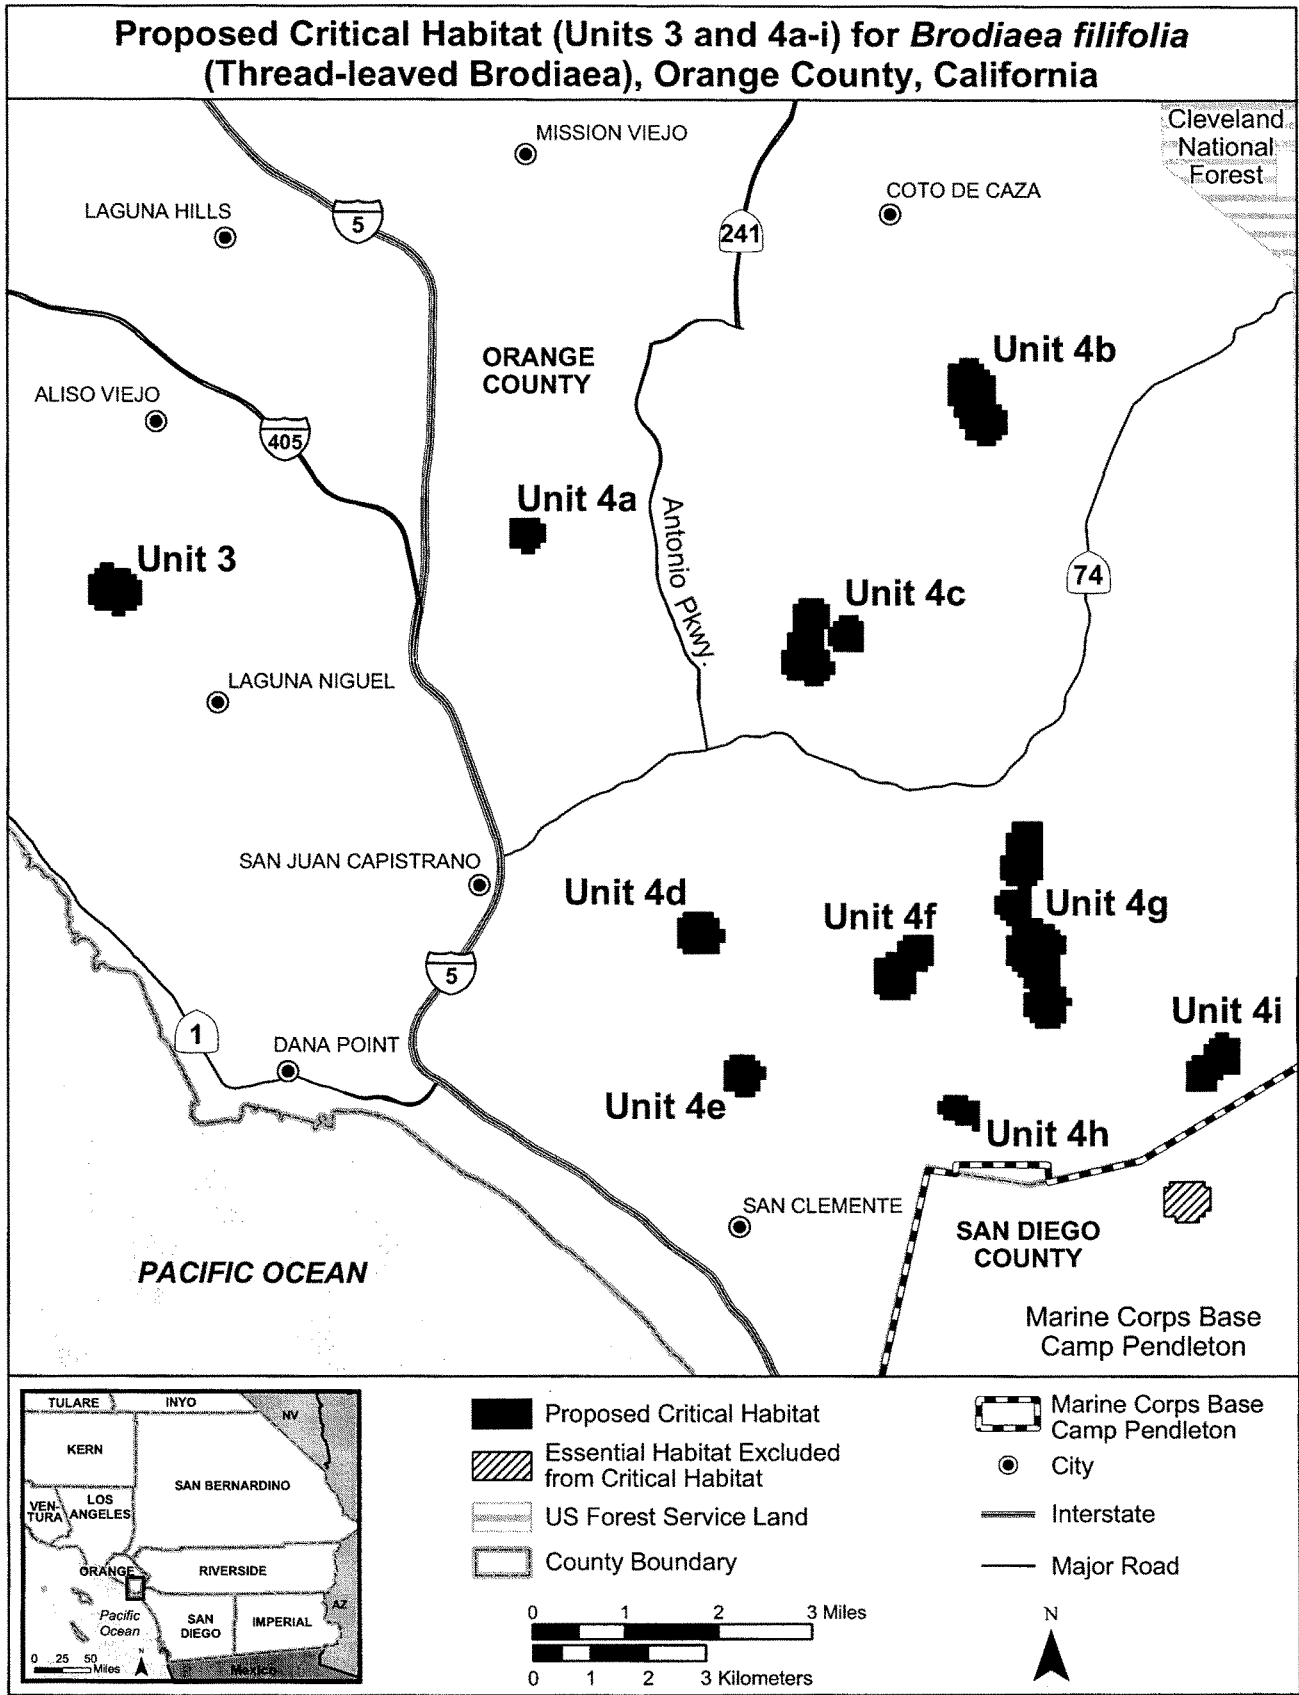 Proposed Critical Habitat (Units 3 and 4a-i) for Brodiaea filifolia
(Thread-leaved Brodiaea), Orange County, California
Cleveland
National
Forest
MISSION VIEJO
COTO DE CAZA
LAGUNA HILLS
5
241
ORANGE
COUNTY
Unit 4b
ALISO VIEJO
405
Unit 4a
Antonio Pkwy.
Unit 3
74
Unit 4c
LAGUNA NIGUEL
SAN JUAN CAPISTRANO
Unit 4d
Unit 4f
Unit 4g
5
Unit 4i
1
DANA POINT
Unit 4e
Unit 4h
SAN CLEMENTE
SAN DIEGO
COUNTY
PACIFIC OCEAN
Marine Corps Base
Camp Pendleton
TULARE
INYO
NV
KERN
SAN BERNARDINO
VEN-
TURA
LOS
ANGELES
ORANGE
RIVERSIDE
AZ
Pacific
Ocean
SAN
DIEGO
IMPERIAL
N
0 25 50
Miles
Mexico
Proposed Critical Habitat
Essential Habitat Excluded
from Critical Habitat
US Forest Service Land
County Boundary
Marine Corps Base
Camp Pendleton
City
Interstate
Major Road
0 1 2 3 Miles
0 1 2 3 Kilometers
N